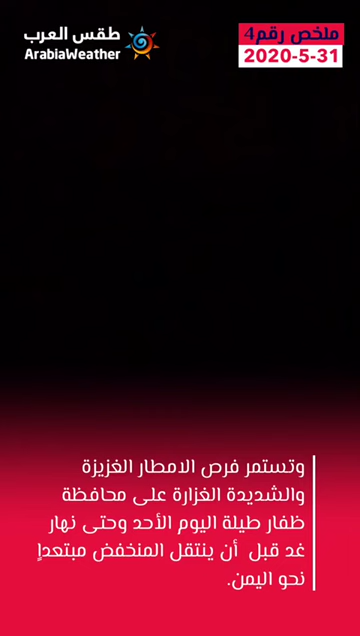 طقس العرب
ArabiaWeather
ملخص رقم4
2020-5-31
وتستمر فرص الامطار الغزيزة
والشديدة الغزارة على محافظة
ظفار طيلة اليوم الأحد وحتى نهار
غد قبل أن ينتقل المنخفض مبتعداٍ
نحو اليمن.